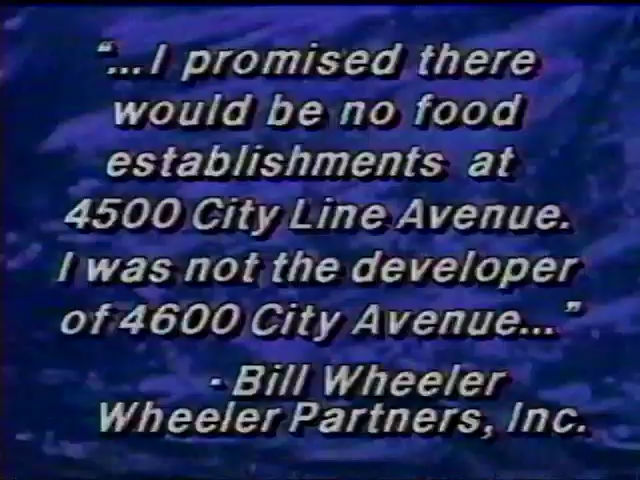 "...I promised there
would be no food
establishments at
4500 City Line Avenue.
I was not the developer
of 4600 City Avenue..."
- Bill Wheeler
Wheeler Partners, Inc.